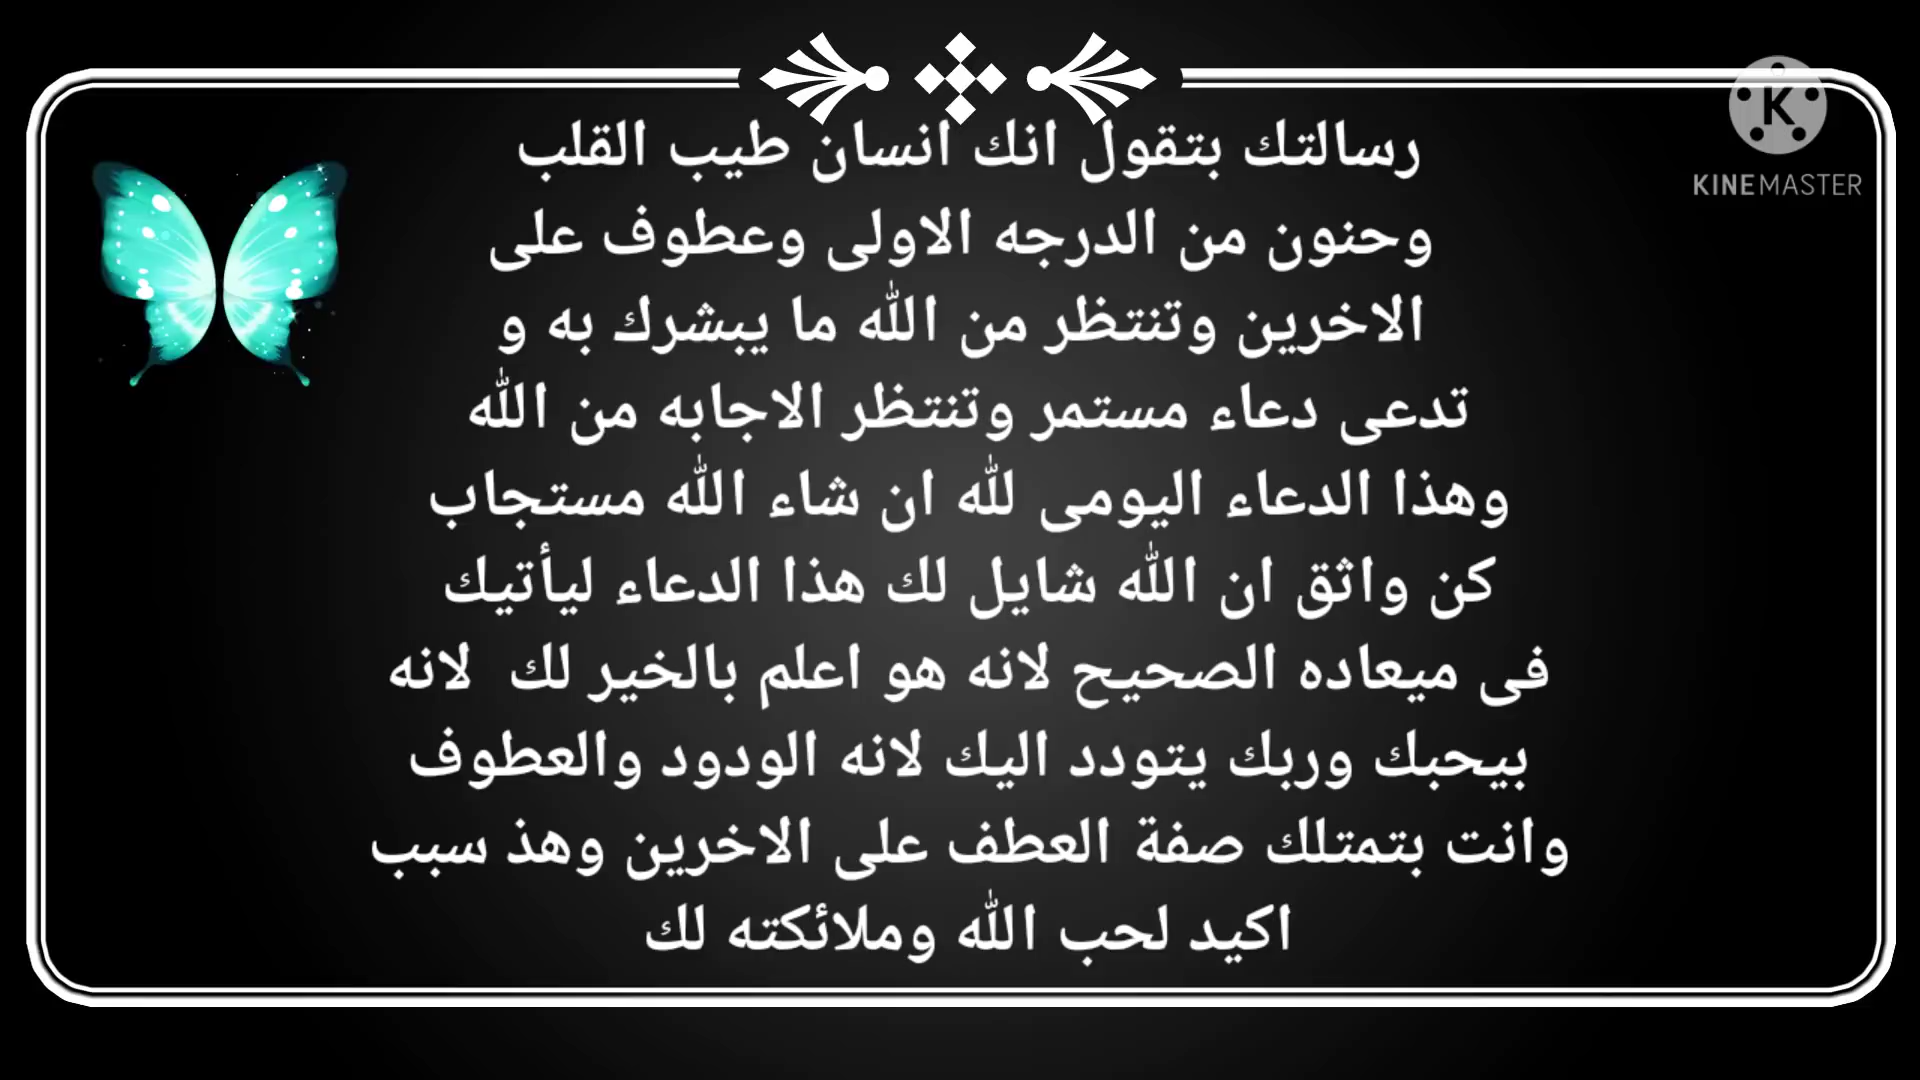 رسالتك بتقول انك انسان طيب القلب
وحنون من الدرجه الاولى وعطوف على
الاخرين وتنتظر من الله ما يبشرك به و
تدعى دعاء مستمر وتنتظر الاجابه من الله
وهذا الدعاء اليومى لله ان شاء الله مستجاب
كن واثق ان الله شايل لك هذا الدعاء ليأتيك
فى ميعاده الصحيح لانه هو اعلم بالخير لك لانه
بيحبك وربك يتودد اليك لانه الودود والعطوف
وانت بتمتلك صفة العطف على الاخرين وهذ سبب
اكيد لحب الله وملائكته لك
K
KINEMASTER